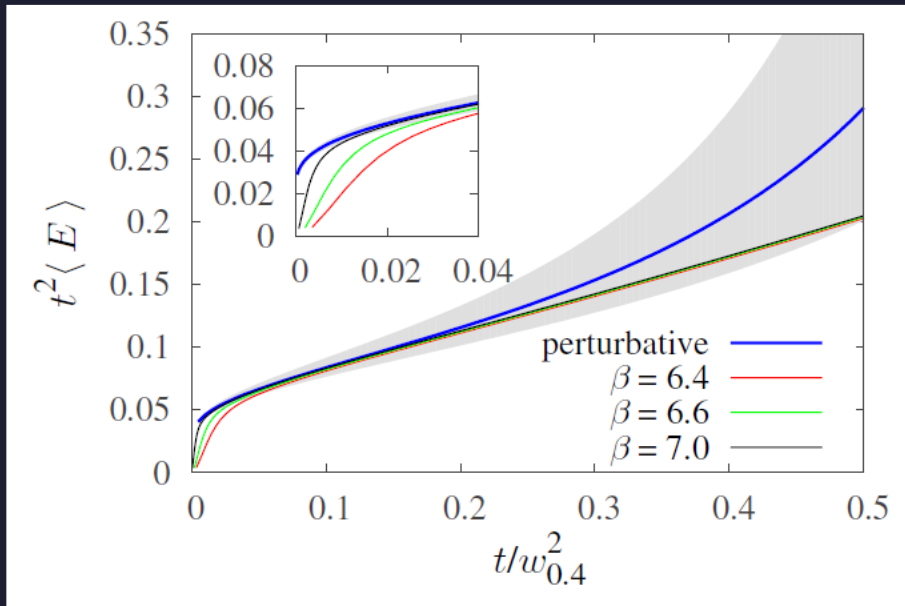 0.35
0.3
0.25
0.2
0.15
0.1
0.05
0
t²⟨E⟩
0.08
0.06
0.04
0.02
0
0 0.02 0.04
perturbative
β = 6.4
β = 6.6
β = 7.0
0 0.1 0.2 0.3 0.4 0.5
t/w²₀.₄